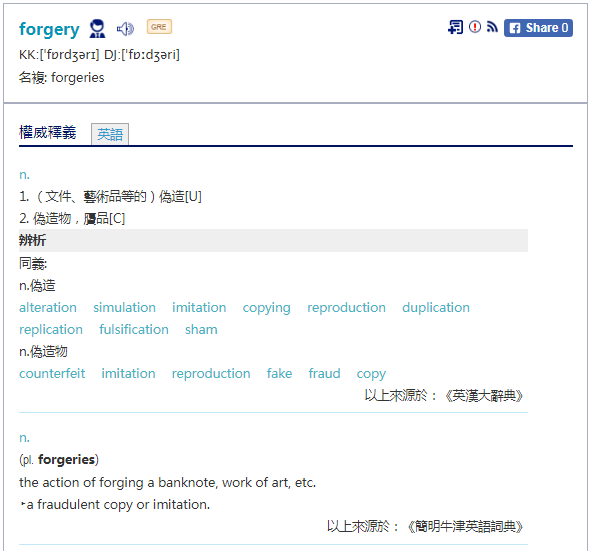 forgery GRE Share 0
KK:[ˈfɒrdʒərɪ] DJ:[ˈfɒːdʒəri]
名複: forgeries
權威釋義 英語
n.
1. （文件、藝術品等的）偽造[U]
2. 偽造物，贗品[C]
辨析
同義:
n.偽造
alteration simulation imitation copying reproduction duplication
replication fulsification sham
n.偽造物
counterfeit imitation reproduction fake fraud copy
以上來源於：《英漢大辭典》
n.
(pl. forgeries)
the action of forging a banknote, work of art, etc.
‣a fraudulent copy or imitation.
以上來源於：《簡明牛津英語詞典》